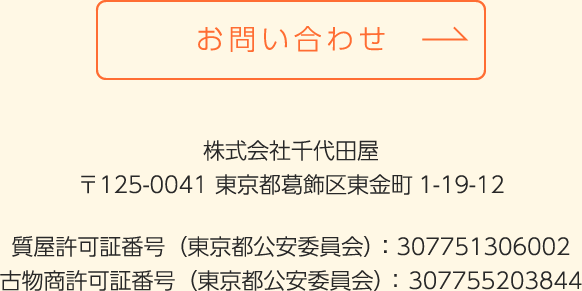 お問い合わせ
株式会社千代田屋
〒125-0041 東京都葛飾区東金町 1-19-12
質屋許可証番号（東京都公安委員会）：307751306002
古物商許可証番号（東京都公安委員会）：307755203844